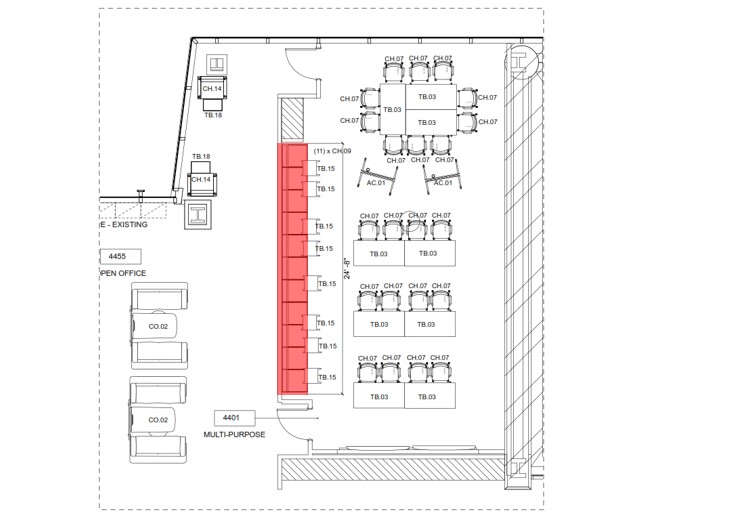 CH.07 CH.07 CH.07
CH.14
TB.18
CH.07 TB.03 CH.07
TB.03
CH.07 TB.03 CH.07
(11) x CH.09
CH.07 CH.07 CH.07
TB.18
TB.15
CH.14
AC.01 AC.01
TB.15
E - EXISTING
CH.07 CH.07 CH.07 CH.07
TB.15
TB.15
TB.03 TB.03
4455
PEN OFFICE
24' -8"
TB.15
CH.07 CH.07 CH.07 CH.07
CO.02
TB.15
TB.03 TB.03
TB.15
CH.07 CH.07 CH.07 CH.07
TB.15
TB.03 TB.03
CO.02
4401
MULTI-PURPOSE